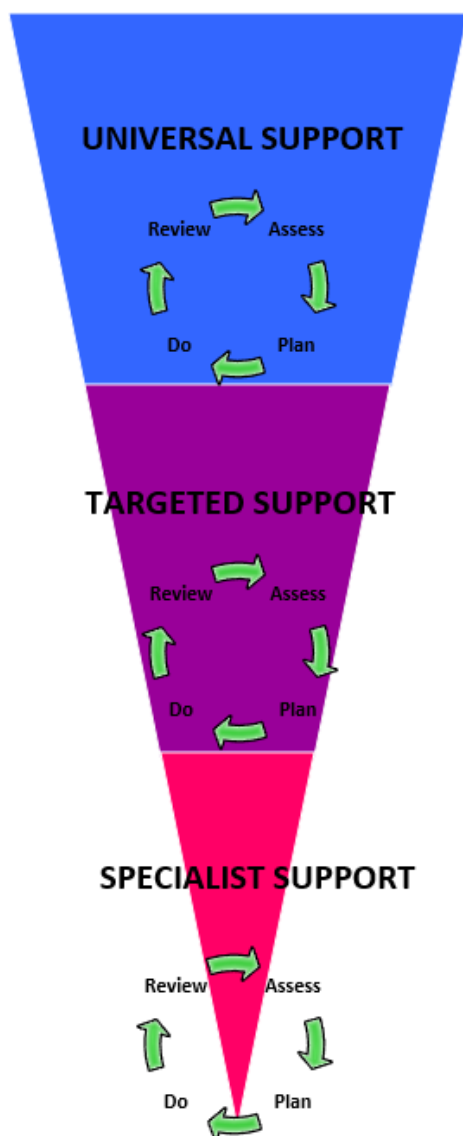 UNIVERSAL SUPPORT
Review Assess
Do Plan
TARGETED SUPPORT
Review Assess
Do Plan
SPECIALIST SUPPORT
Review Assess
Do Plan